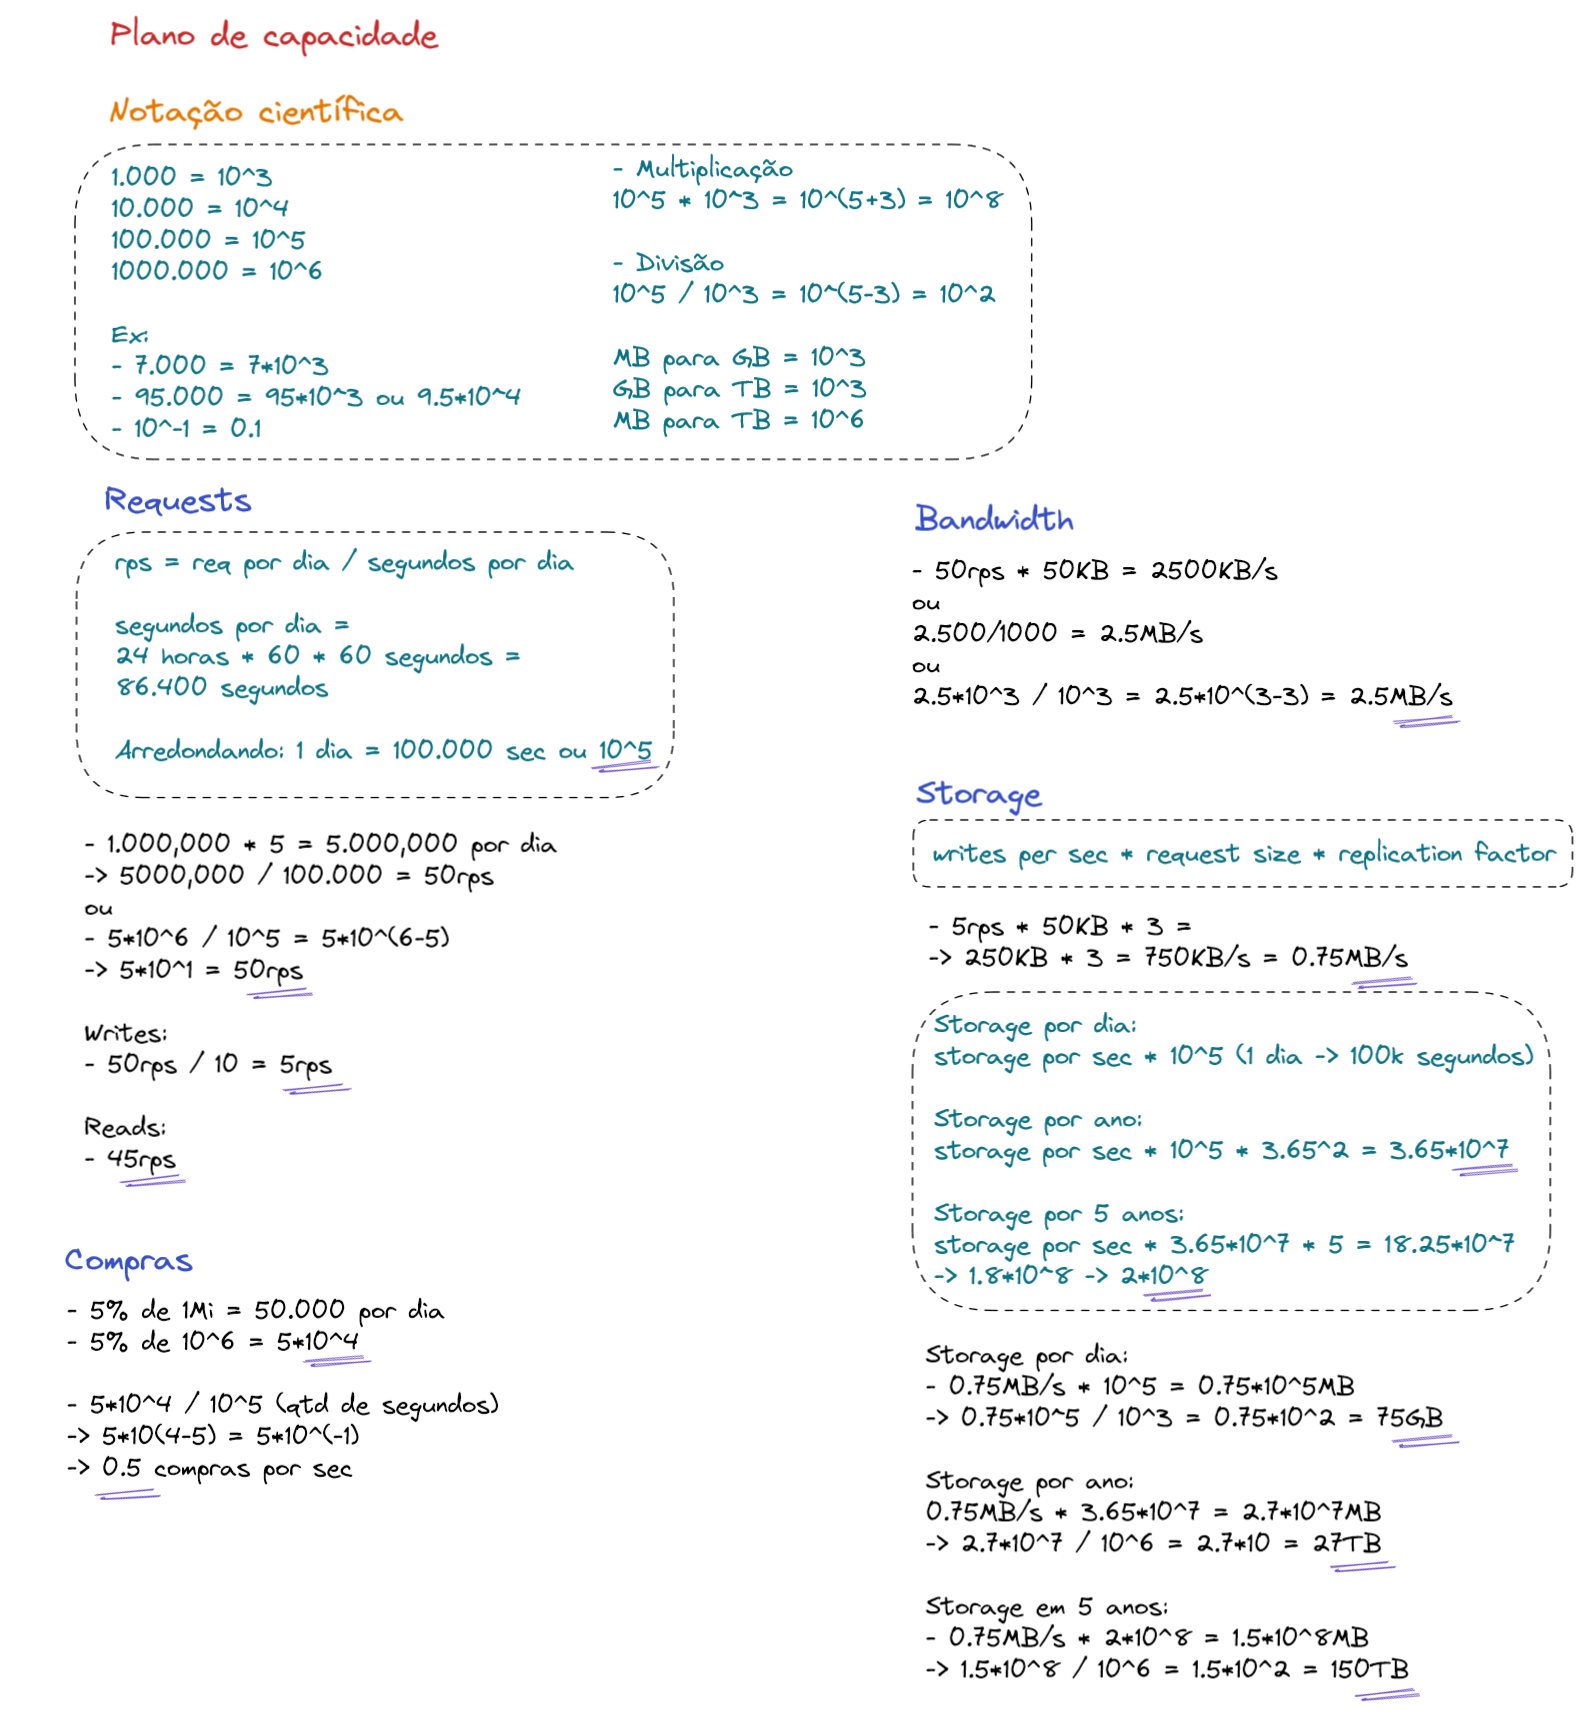 Plano de capacidade
Notação científica
1.000 = 10^3
10.000 = 10^4
100.000 = 10^5
1000.000 = 10^6
Ex:
- 7.000 = 7*10^3
- 95.000 = 95*10^3 ou 9.5*10^4
- 10^-1 = 0.1
- Multiplicação
10^5 * 10^3 = 10^(5+3) = 10^8
- Divisão
10^5 / 10^3 = 10^(5-3) = 10^2
MB para GB = 10^3
GB para TB = 10^3
MB para TB = 10^6
Requests
rps = req por dia / segundos por dia
segundos por dia =
24 horas * 60 * 60 segundos =
86.400 segundos
Arredondando: 1 dia = 100.000 sec ou 10^5
- 1.000,000 * 5 = 5.000,000 por dia
-> 5000,000 / 100.000 = 50rps
ou
- 5*10^6 / 10^5 = 5*10^(6-5)
-> 5*10^1 = 50rps
Writes:
- 50rps / 10 = 5rps
Reads:
- 45rps
Compras
- 5% de 1Mi = 50.000 por dia
- 5% de 10^6 = 5*10^4
- 5*10^4 / 10^5 (qtd de segundos)
-> 5*10(4-5) = 5*10^(-1)
-> 0.5 compras por sec
Bandwidth
- 50rps * 50KB = 2500KB/s
ou
2.500/1000 = 2.5MB/s
ou
2.5*10^3 / 10^3 = 2.5*10^(3-3) = 2.5MB/s
Storage
writes per sec * request size * replication factor
- 5rps * 50KB * 3 =
-> 250KB * 3 = 750KB/s = 0.75MB/s
Storage por dia:
storage por sec * 10^5 (1 dia -> 100k segundos)
Storage por ano:
storage por sec * 10^5 * 3.65^2 = 3.65*10^7
Storage por 5 anos:
storage por sec * 3.65*10^7 * 5 = 18.25*10^7
-> 1.8*10^8 -> 2*10^8
Storage por dia:
- 0.75MB/s * 10^5 = 0.75*10^5MB
-> 0.75*10^5 / 10^3 = 0.75*10^2 = 75GB
Storage por ano:
0.75MB/s * 3.65*10^7 = 2.7*10^7MB
-> 2.7*10^7 / 10^6 = 2.7*10 = 27TB
Storage em 5 anos:
- 0.75MB/s * 2*10^8 = 1.5*10^8MB
-> 1.5*10^8 / 10^6 = 1.5*10^2 = 150TB